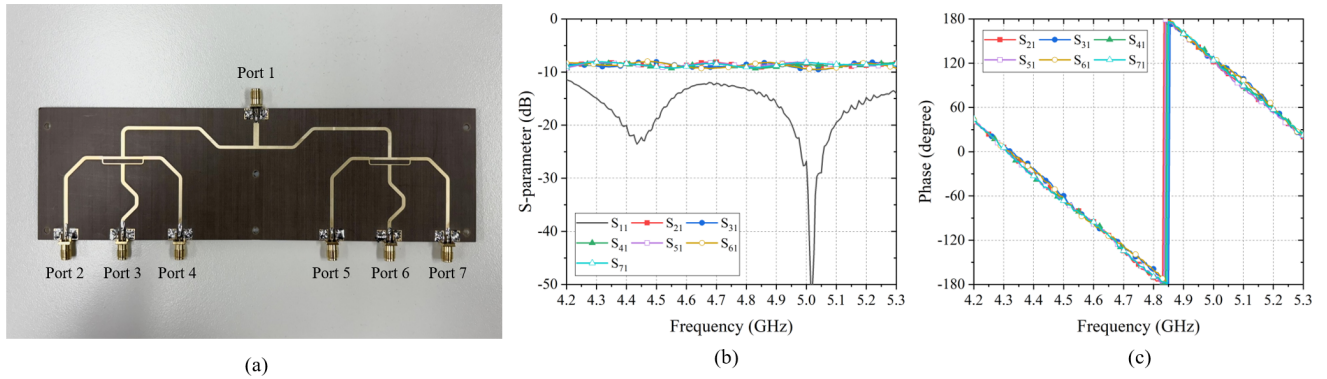 Port 1
Port 2 Port 3 Port 4 Port 5 Port 6 Port 7
(a)
0
-10
-20
-30
-40
-50
S-parameter (dB)
S11 S21 S31
S41 S51 S61
S71
4.2 4.3 4.4 4.5 4.6 4.7 4.8 4.9 5.0 5.1 5.2 5.3
Frequency (GHz)
(b)
180
120
60
0
-60
-120
-180
Phase (degree)
S21 S31 S41
S51 S61 S71
4.2 4.3 4.4 4.5 4.6 4.7 4.8 4.9 5.0 5.1 5.2 5.3
Frequency (GHz)
(c)